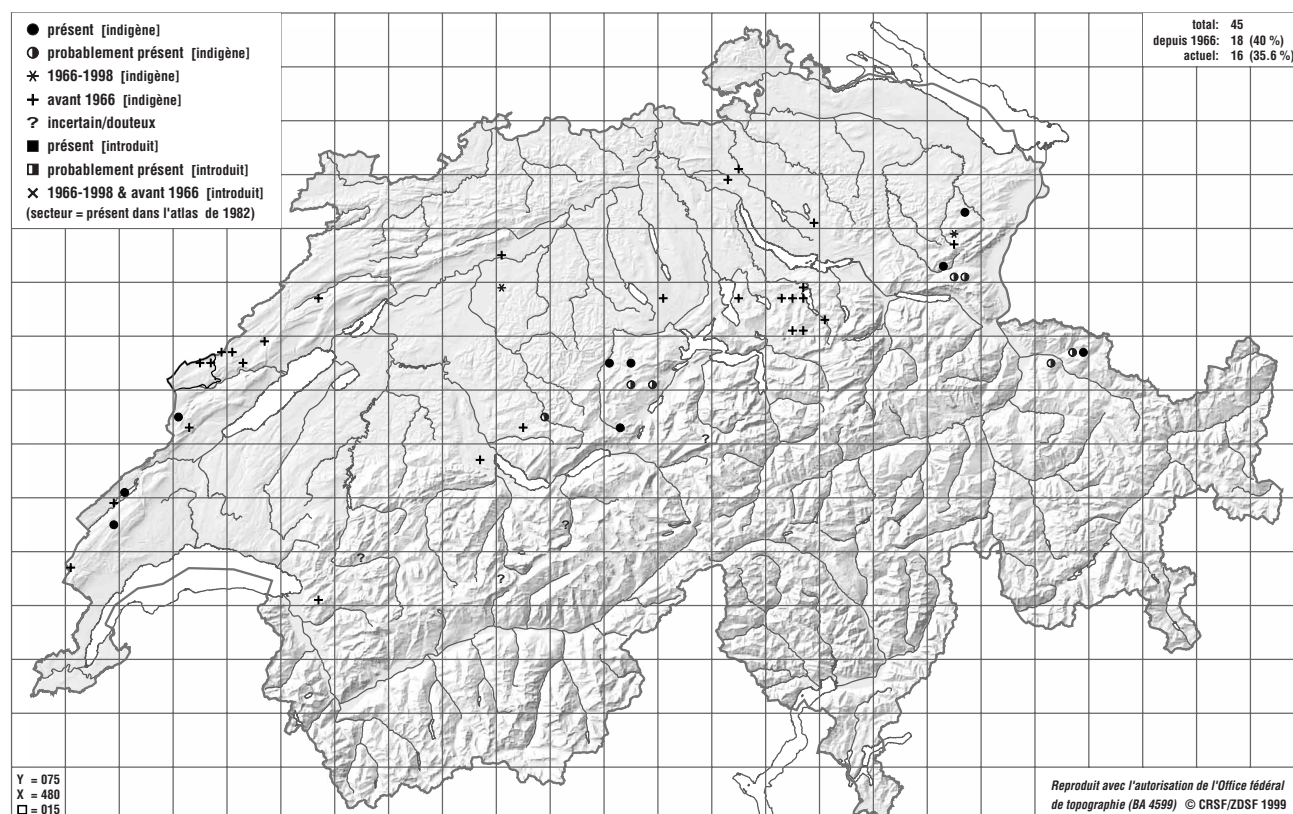 présent [indigène]
probablement présent [indigène]
1966-1998 [indigène]
avant 1966 [indigène]
? incertain/douteux
présent [introduit]
probablement présent [introduit]
1966-1998 & avant 1966 [introduit]
(secteur = présent dans l'atlas de 1982)
total: 45
depuis 1966: 18 (40 %)
actuel: 16 (35.6 %)
?
?
?
?
Y = 075
X = 480
= 015
Reproduit avec l'autorisation de l'Office fédéral
de topographie (BA 4599) © CRSF/ZDSF 1999